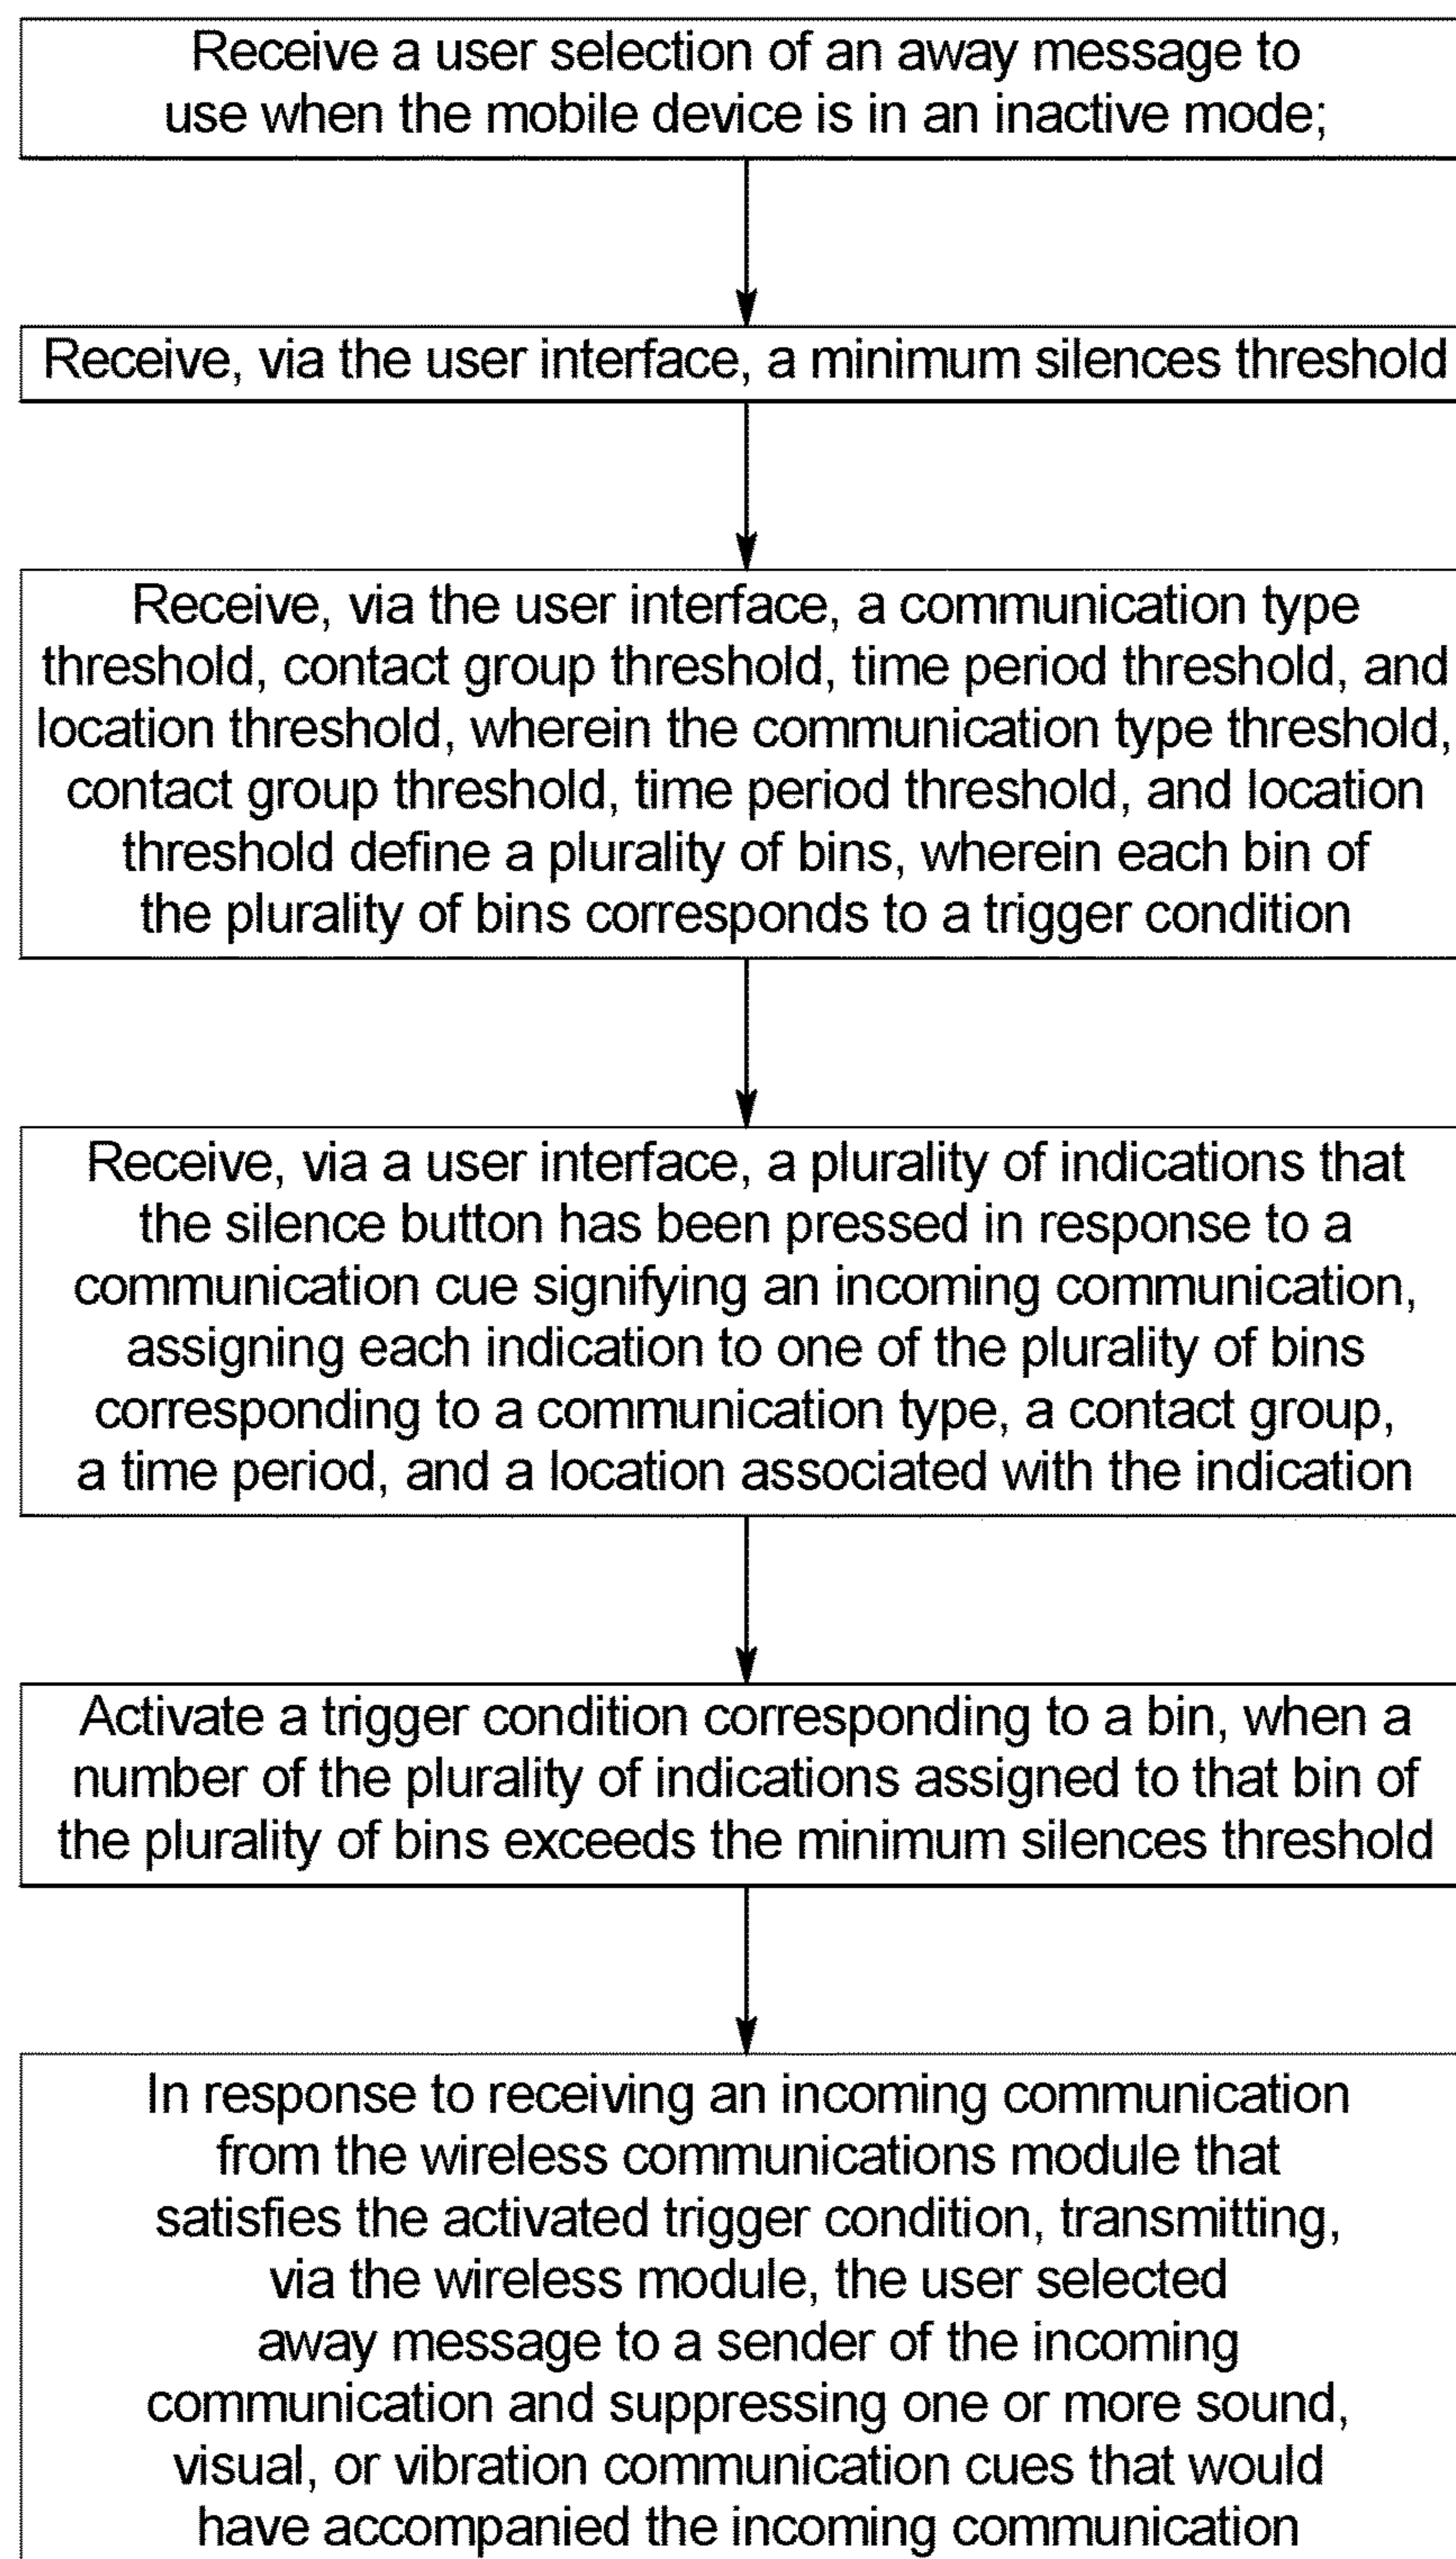 Receive a user selection of an away message to
use when the mobile device is in an inactive mode;
Receive, via the user interface, a minimum silences threshold
Receive, via the user interface, a communication type
threshold, contact group threshold, time period threshold, and
location threshold, wherein the communication type threshold,
contact group threshold, time period threshold, and location
threshold define a plurality of bins, wherein each bin of
the plurality of bins corresponds to a trigger condition
Receive, via a user interface, a plurality of indications that
the silence button has been pressed in response to a
communication cue signifying an incoming communication,
assigning each indication to one of the plurality of bins
corresponding to a communication type, a contact group,
a time period, and a location associated with the indication
Activate a trigger condition corresponding to a bin, when a
number of the plurality of indications assigned to that bin of
the plurality of bins exceeds the minimum silences threshold
In response to receiving an incoming communication
from the wireless communications module that
satisfies the activated trigger condition, transmitting,
via the wireless module, the user selected
away message to a sender of the incoming
communication and suppressing one or more sound,
visual, or vibration communication cues that would
have accompanied the incoming communication